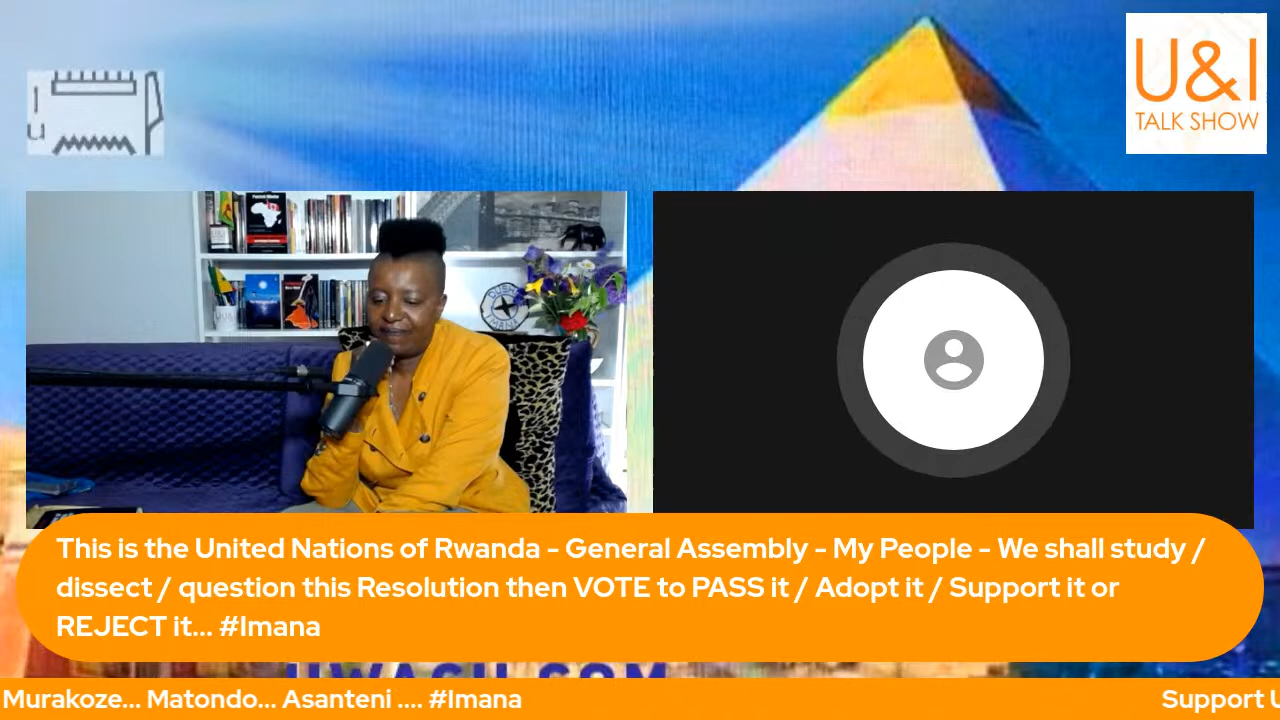 U&I
TALK SHOW
This is the United Nations of Rwanda - General Assembly - My People - We shall study /
dissect / question this Resolution then VOTE to PASS it / Adopt it / Support it or
REJECT it... #Imana
UWACU.COM
Murakoze... Matondo... Asanteni .... #Imana
Support U